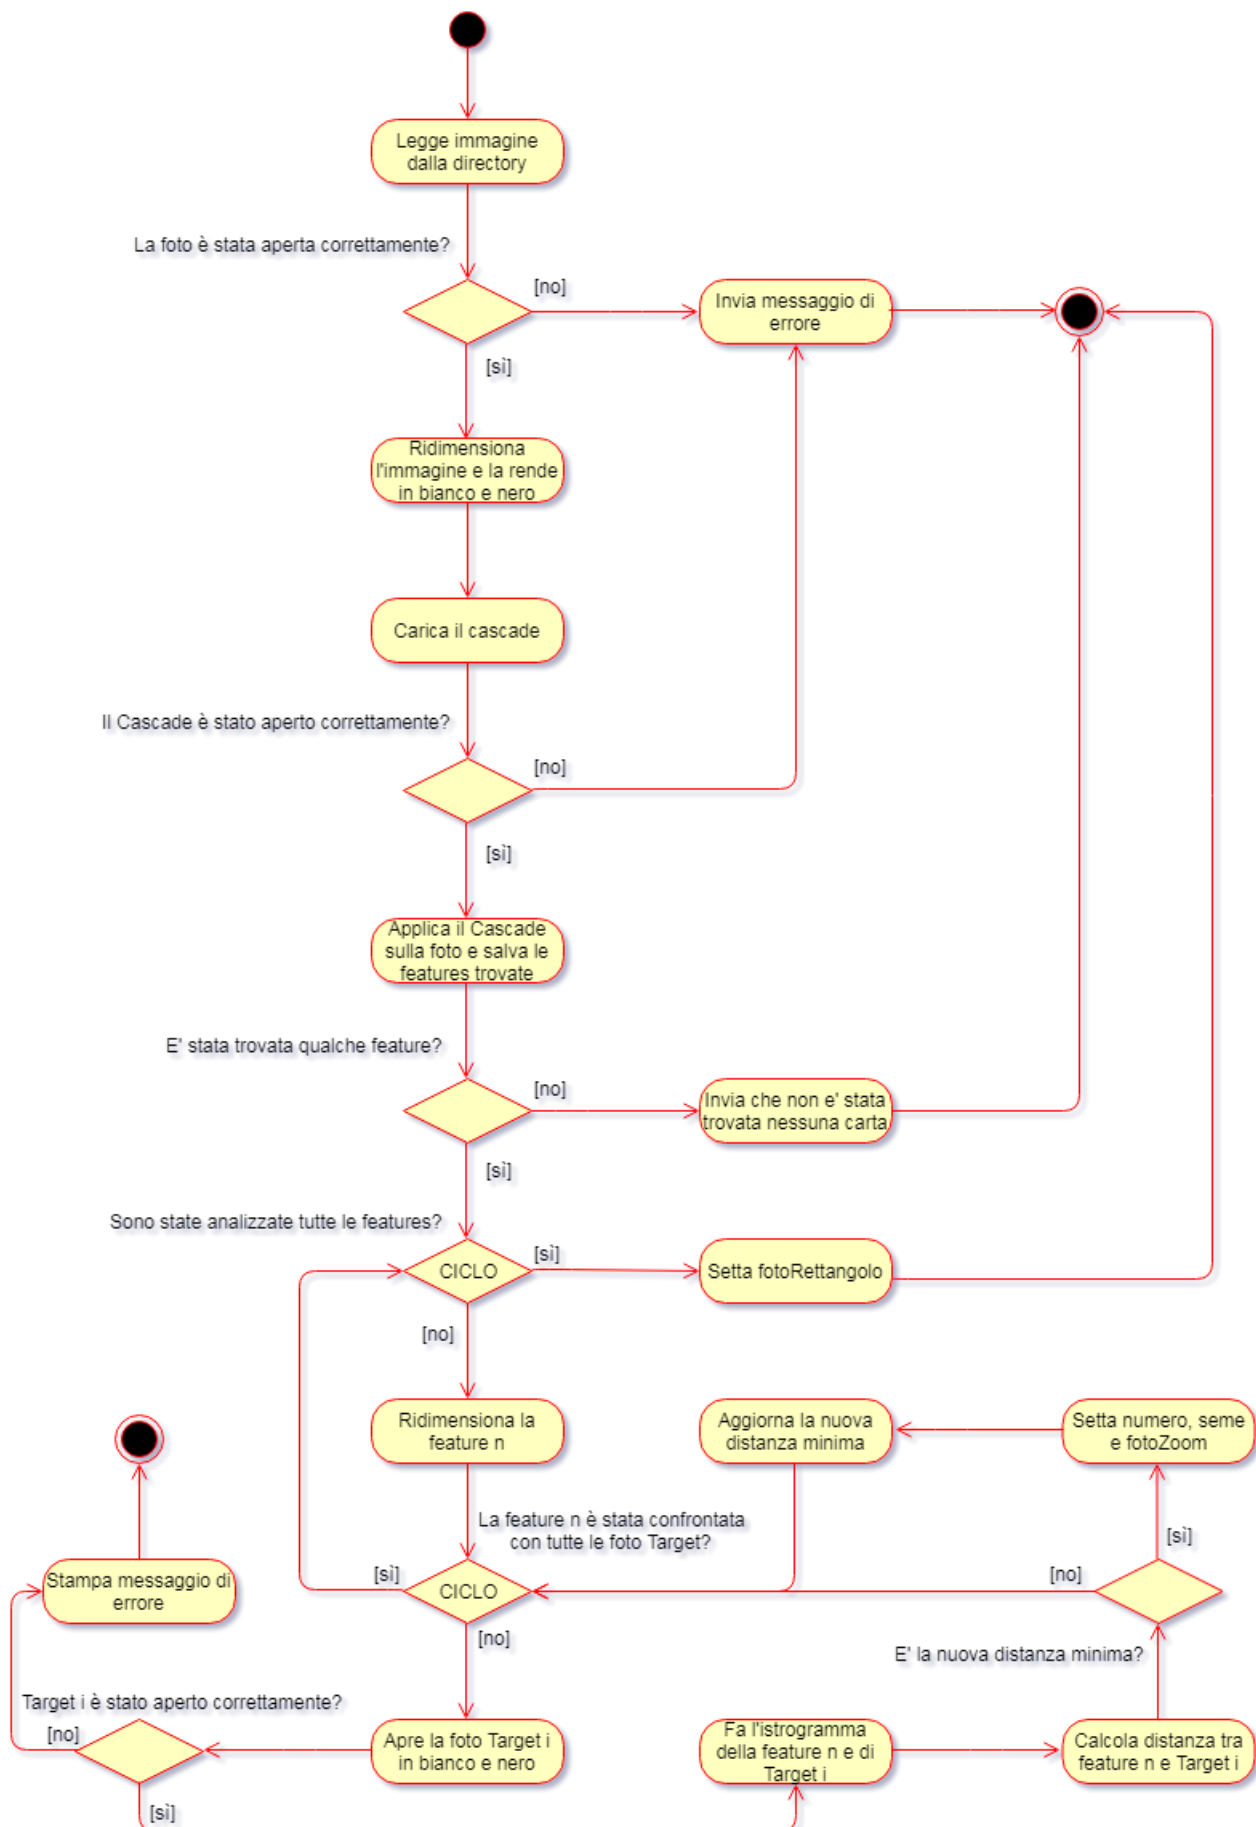 Legge immagine
dalla directory
La foto è stata aperta correttamente?
[no]
Invia messaggio di
errore
[sì]
Ridimensiona
l'immagine e la rende
in bianco e nero
Carica il cascade
Il Cascade è stato aperto correttamente?
[no]
[sì]
Applica il Cascade
sulla foto e salva le
features trovate
E' stata trovata qualche feature?
[no]
Invia che non e' stata
trovata nessuna carta
[sì]
Sono state analizzate tutte le features?
CICLO
[sì]
Setta fotoRettangolo
[no]
Ridimensiona la
feature n
Aggiorna la nuova
distanza minima
Setta numero, seme
e fotoZoom
La feature n è stata confrontata
con tutte le foto Target?
[sì]
[sì]
CICLO
[no]
Stampa messaggio di
errore
[no]
E' la nuova distanza minima?
Target i è stato aperto correttamente?
[no]
Apre la foto Target i
in bianco e nero
Fa l'istrogramma
della feature n e di
Target i
Calcola distanza tra
feature n e Target i
[sì]